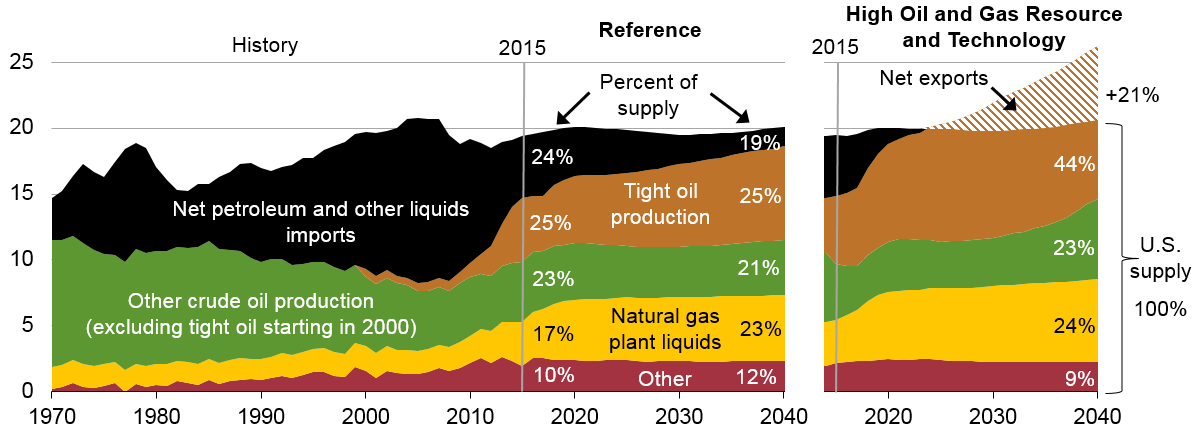 History
2015
Reference
2015
High Oil and Gas Resource
and Technology
25
20
15
10
5
0
Percent of
supply
Net exports
+21%
24%
19%
Net petroleum and other liquids
imports
Tight oil
production
25%
25%
44%
Other crude oil production
(excluding tight oil starting in 2000)
23%
21%
23%
Natural gas
plant liquids
17%
23%
24%
Other
10%
12%
9%
U.S.
supply
100%
1970
1980
1990
2000
2010
2020
2030
2040
2020
2030
2040